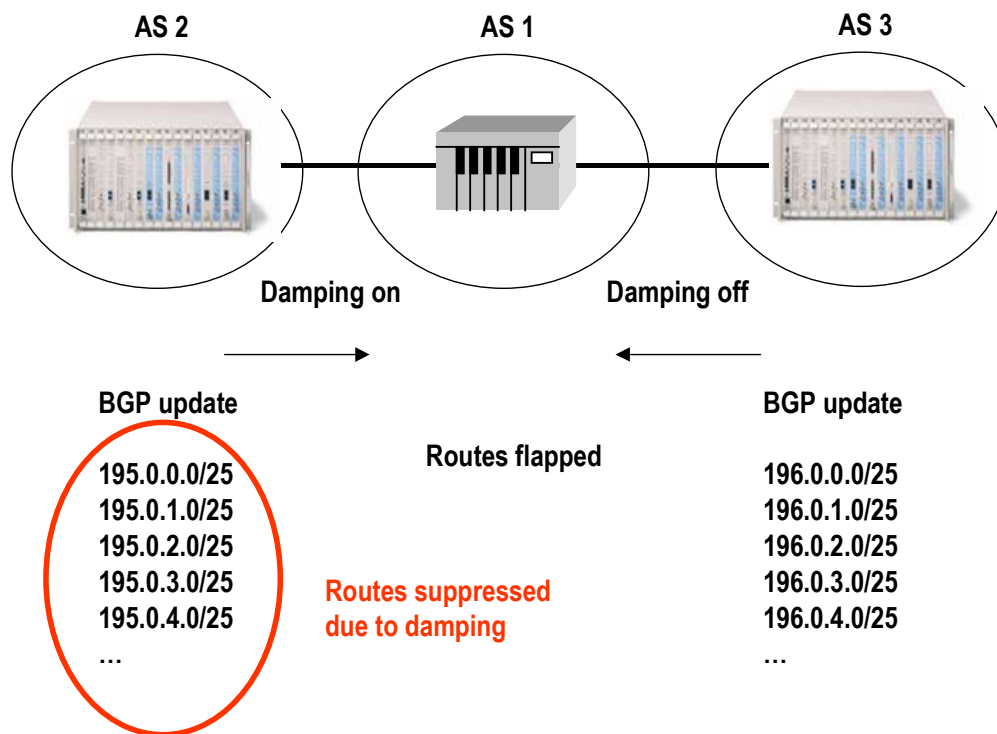 AS 2
AS 1
AS 3
Damping on
Damping off
BGP update
195.0.0.0/25
195.0.1.0/25
195.0.2.0/25
195.0.3.0/25
195.0.4.0/25
...
Routes flapped
Routes suppressed
due to damping
BGP update
196.0.0.0/25
196.0.1.0/25
196.0.2.0/25
196.0.3.0/25
196.0.4.0/25
...